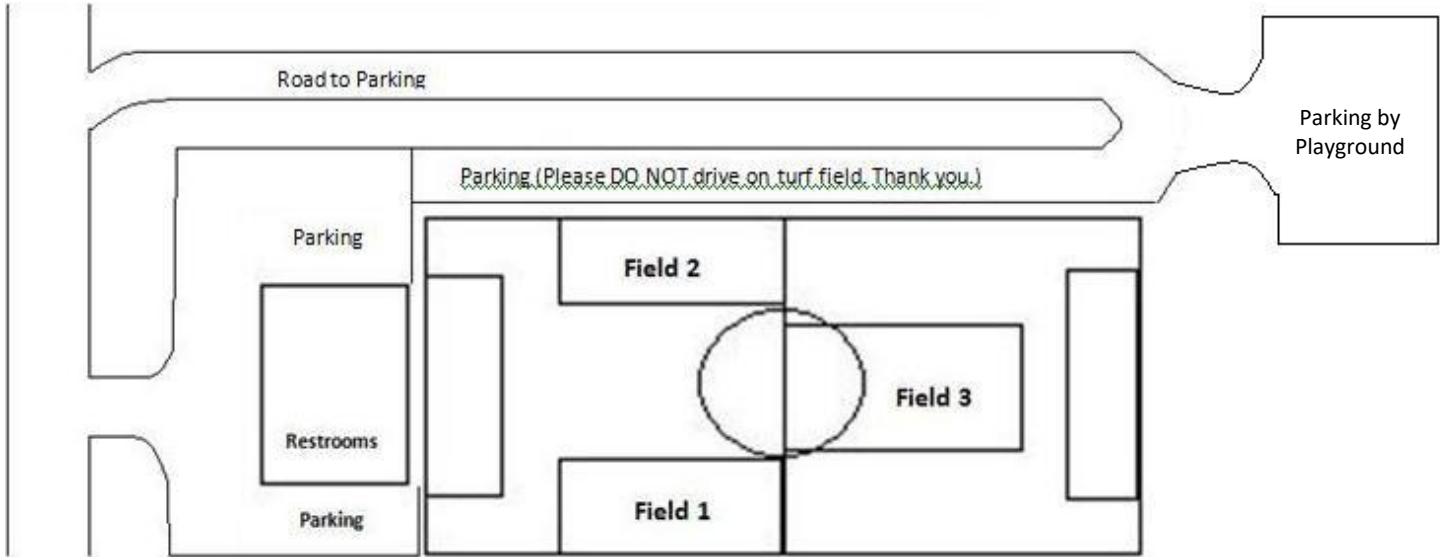 Road to Parking
Parking by
Playground
Parking (Please DO NOT drive on turf field. Thank you.)
Parking
Field 2
Field 3
Restrooms
Field 1
Parking